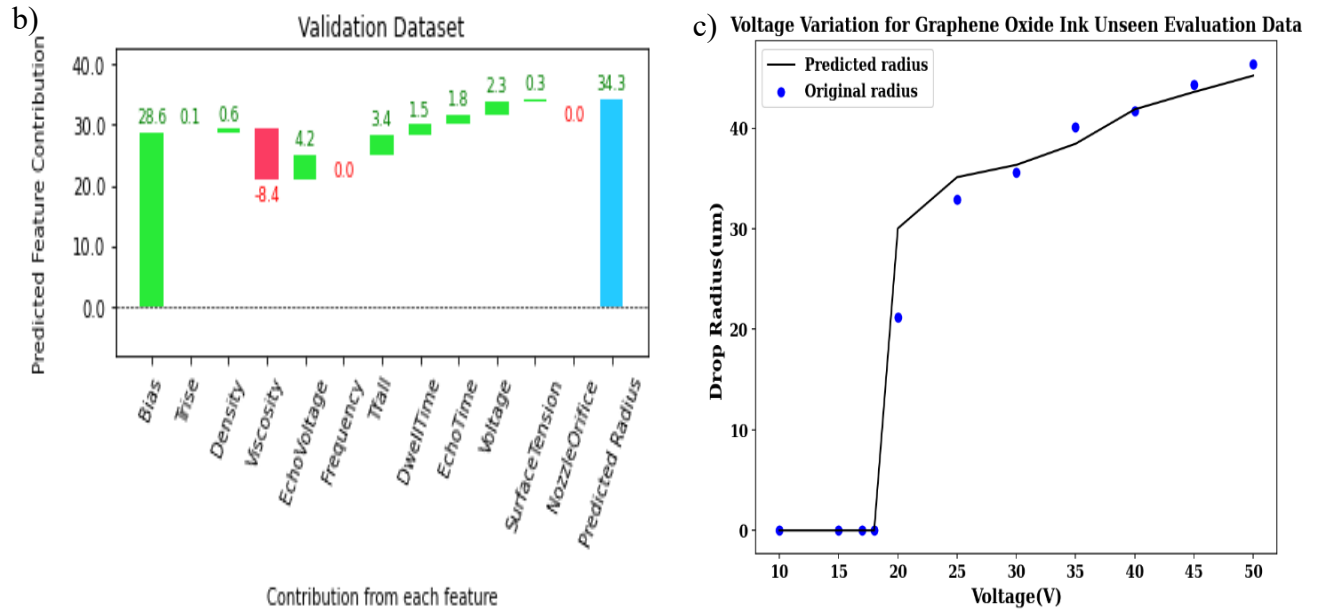 b)
Validation Dataset
Predicted Feature Contribution
40.0
30.0
20.0
10.0
0.0
28.6
0.1
0.6
-8.4
4.2
0.0
3.4
1.5
1.8
2.3
0.3
0.0
34.3
Bias
Trise
Density
Viscosity
EchoVoltage
Frequency
Tfall
DwellTime
EchoTime
Voltage
SurfaceTension
NozzleOrifice
Predicted Radius
Contribution from each feature
c)
Voltage Variation for Graphene Oxide Ink Unseen Evaluation Data
Predicted radius
Original radius
Drop Radius(um)
40
30
20
10
0
10
15
20
25
30
35
40
45
50
Voltage(V)